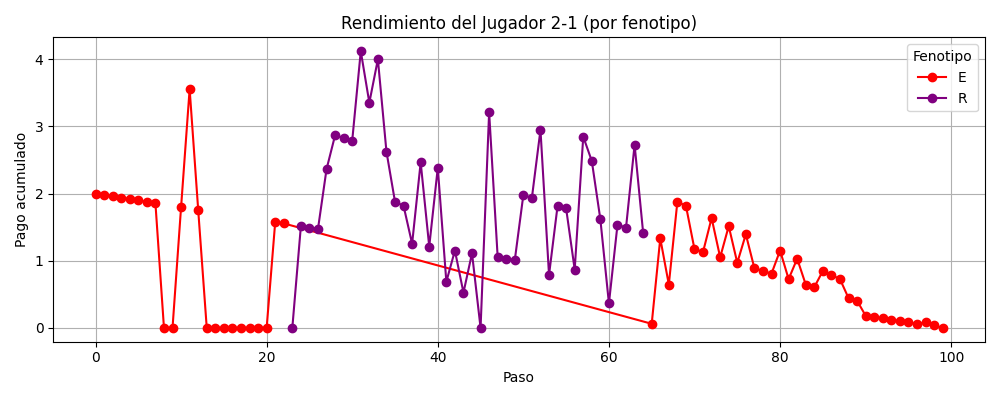 Rendimiento del Jugador 2-1 (por fenotipo)
Fenotipo
E
R
Pago acumulado
4
3
2
1
0
0 20 40 60 80 100
Paso